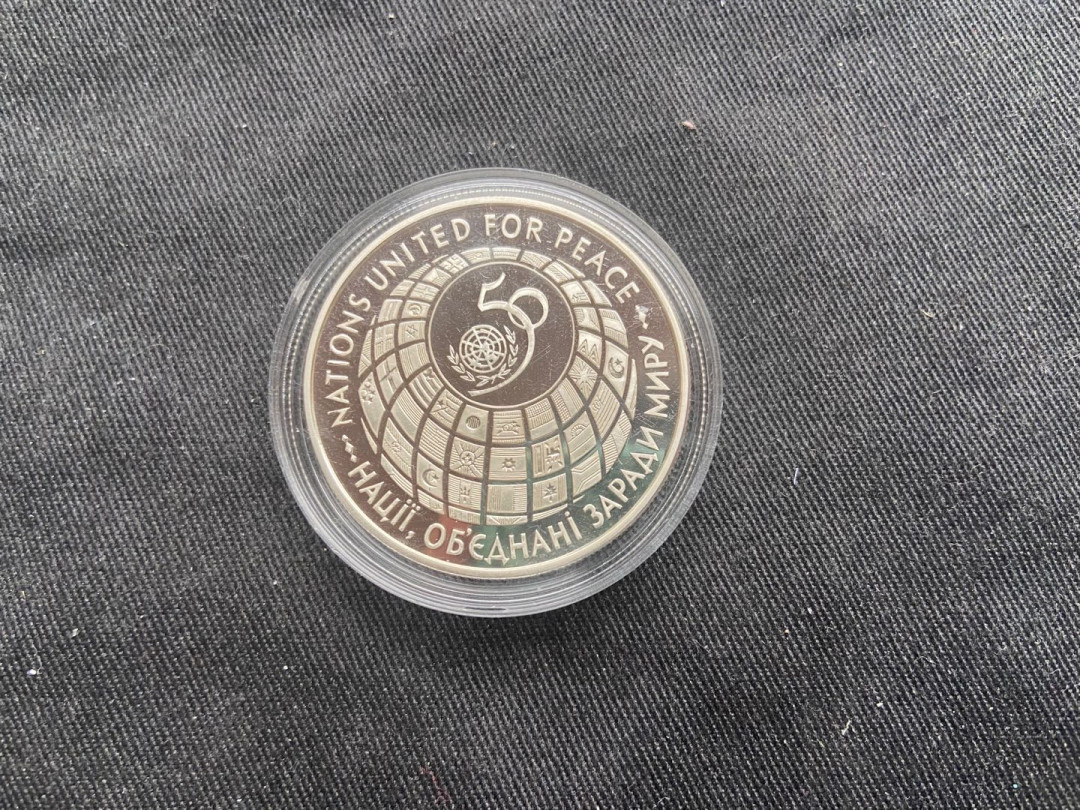 NATIONS UNITED FOR PEACE
50
НАЦІЇ, ОБ'ЄДНАНІ ЗАРАДИ МИРУ